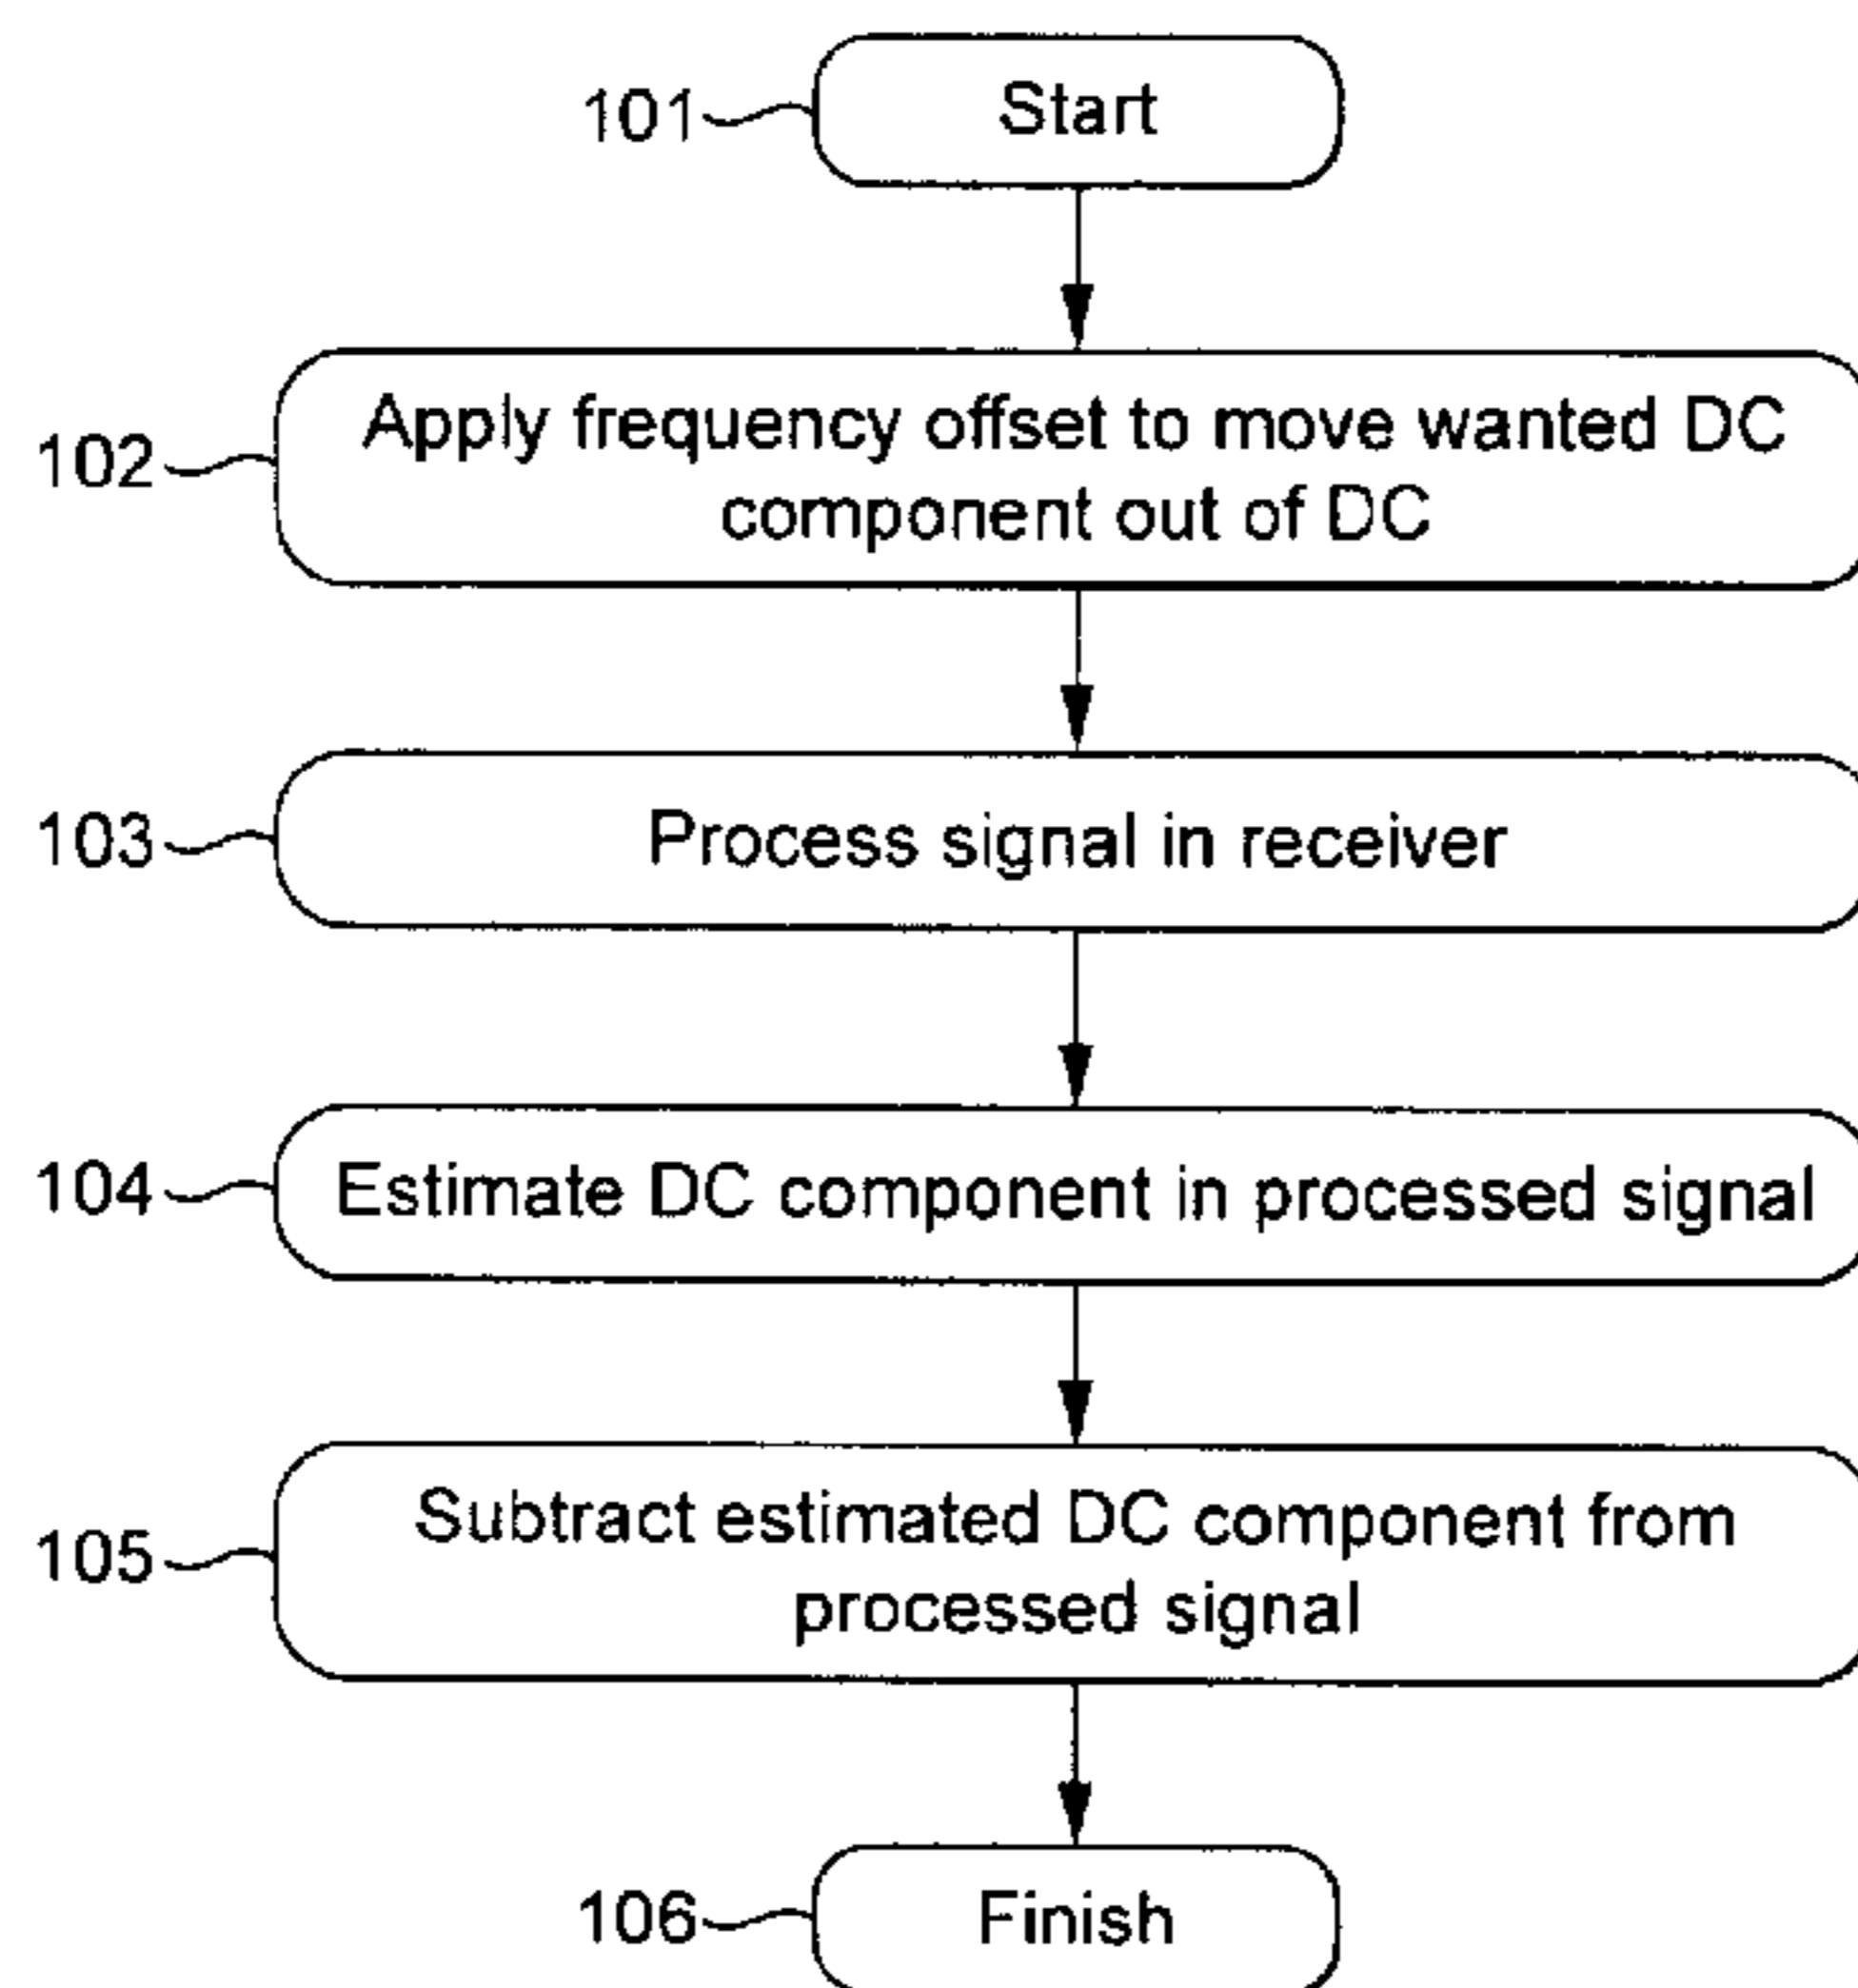 101 Start
102 Apply frequency offset to move wanted DC
component out of DC
103 Process signal in receiver
104 Estimate DC component in processed signal
105 Subtract estimated DC component from
processed signal
106 Finish